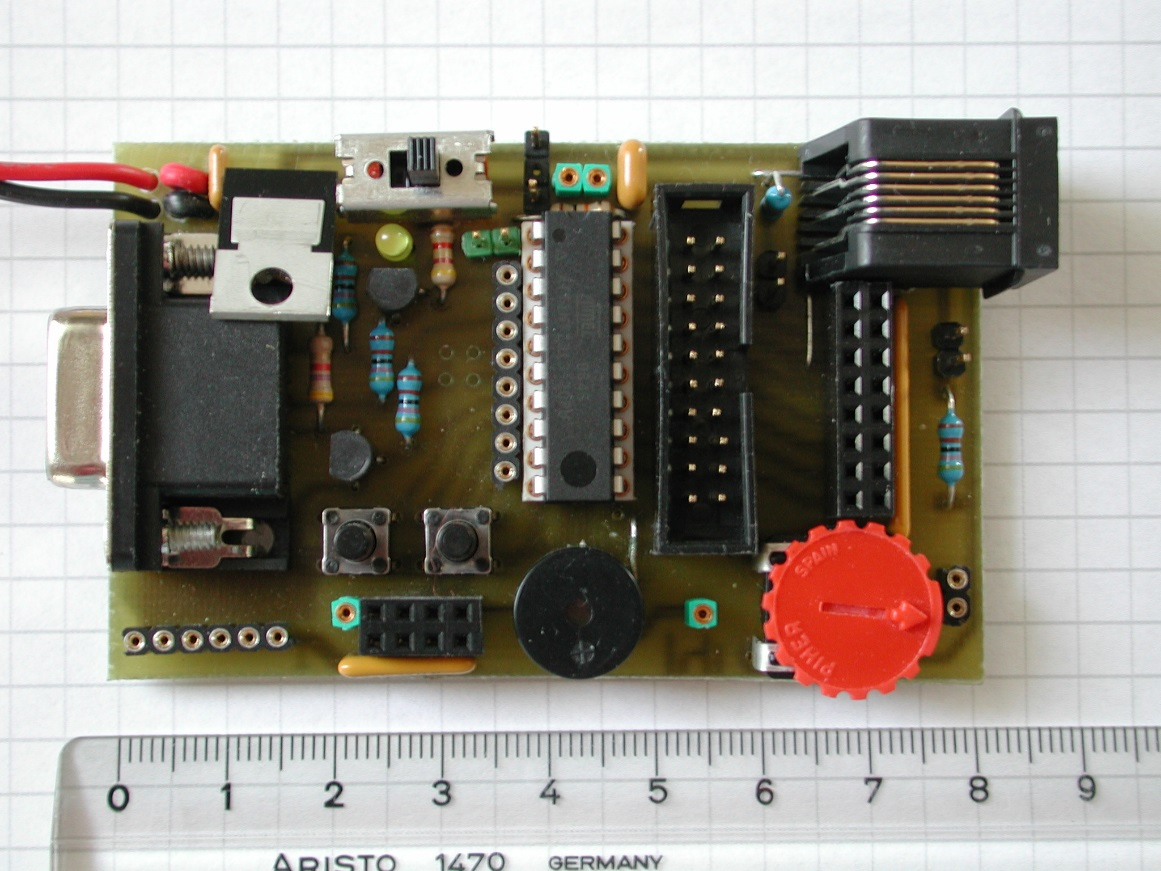 SPAIN
PIHER
0 1 2 3 4 5 6 7 8 9
ARISTO 1470 GERMANY